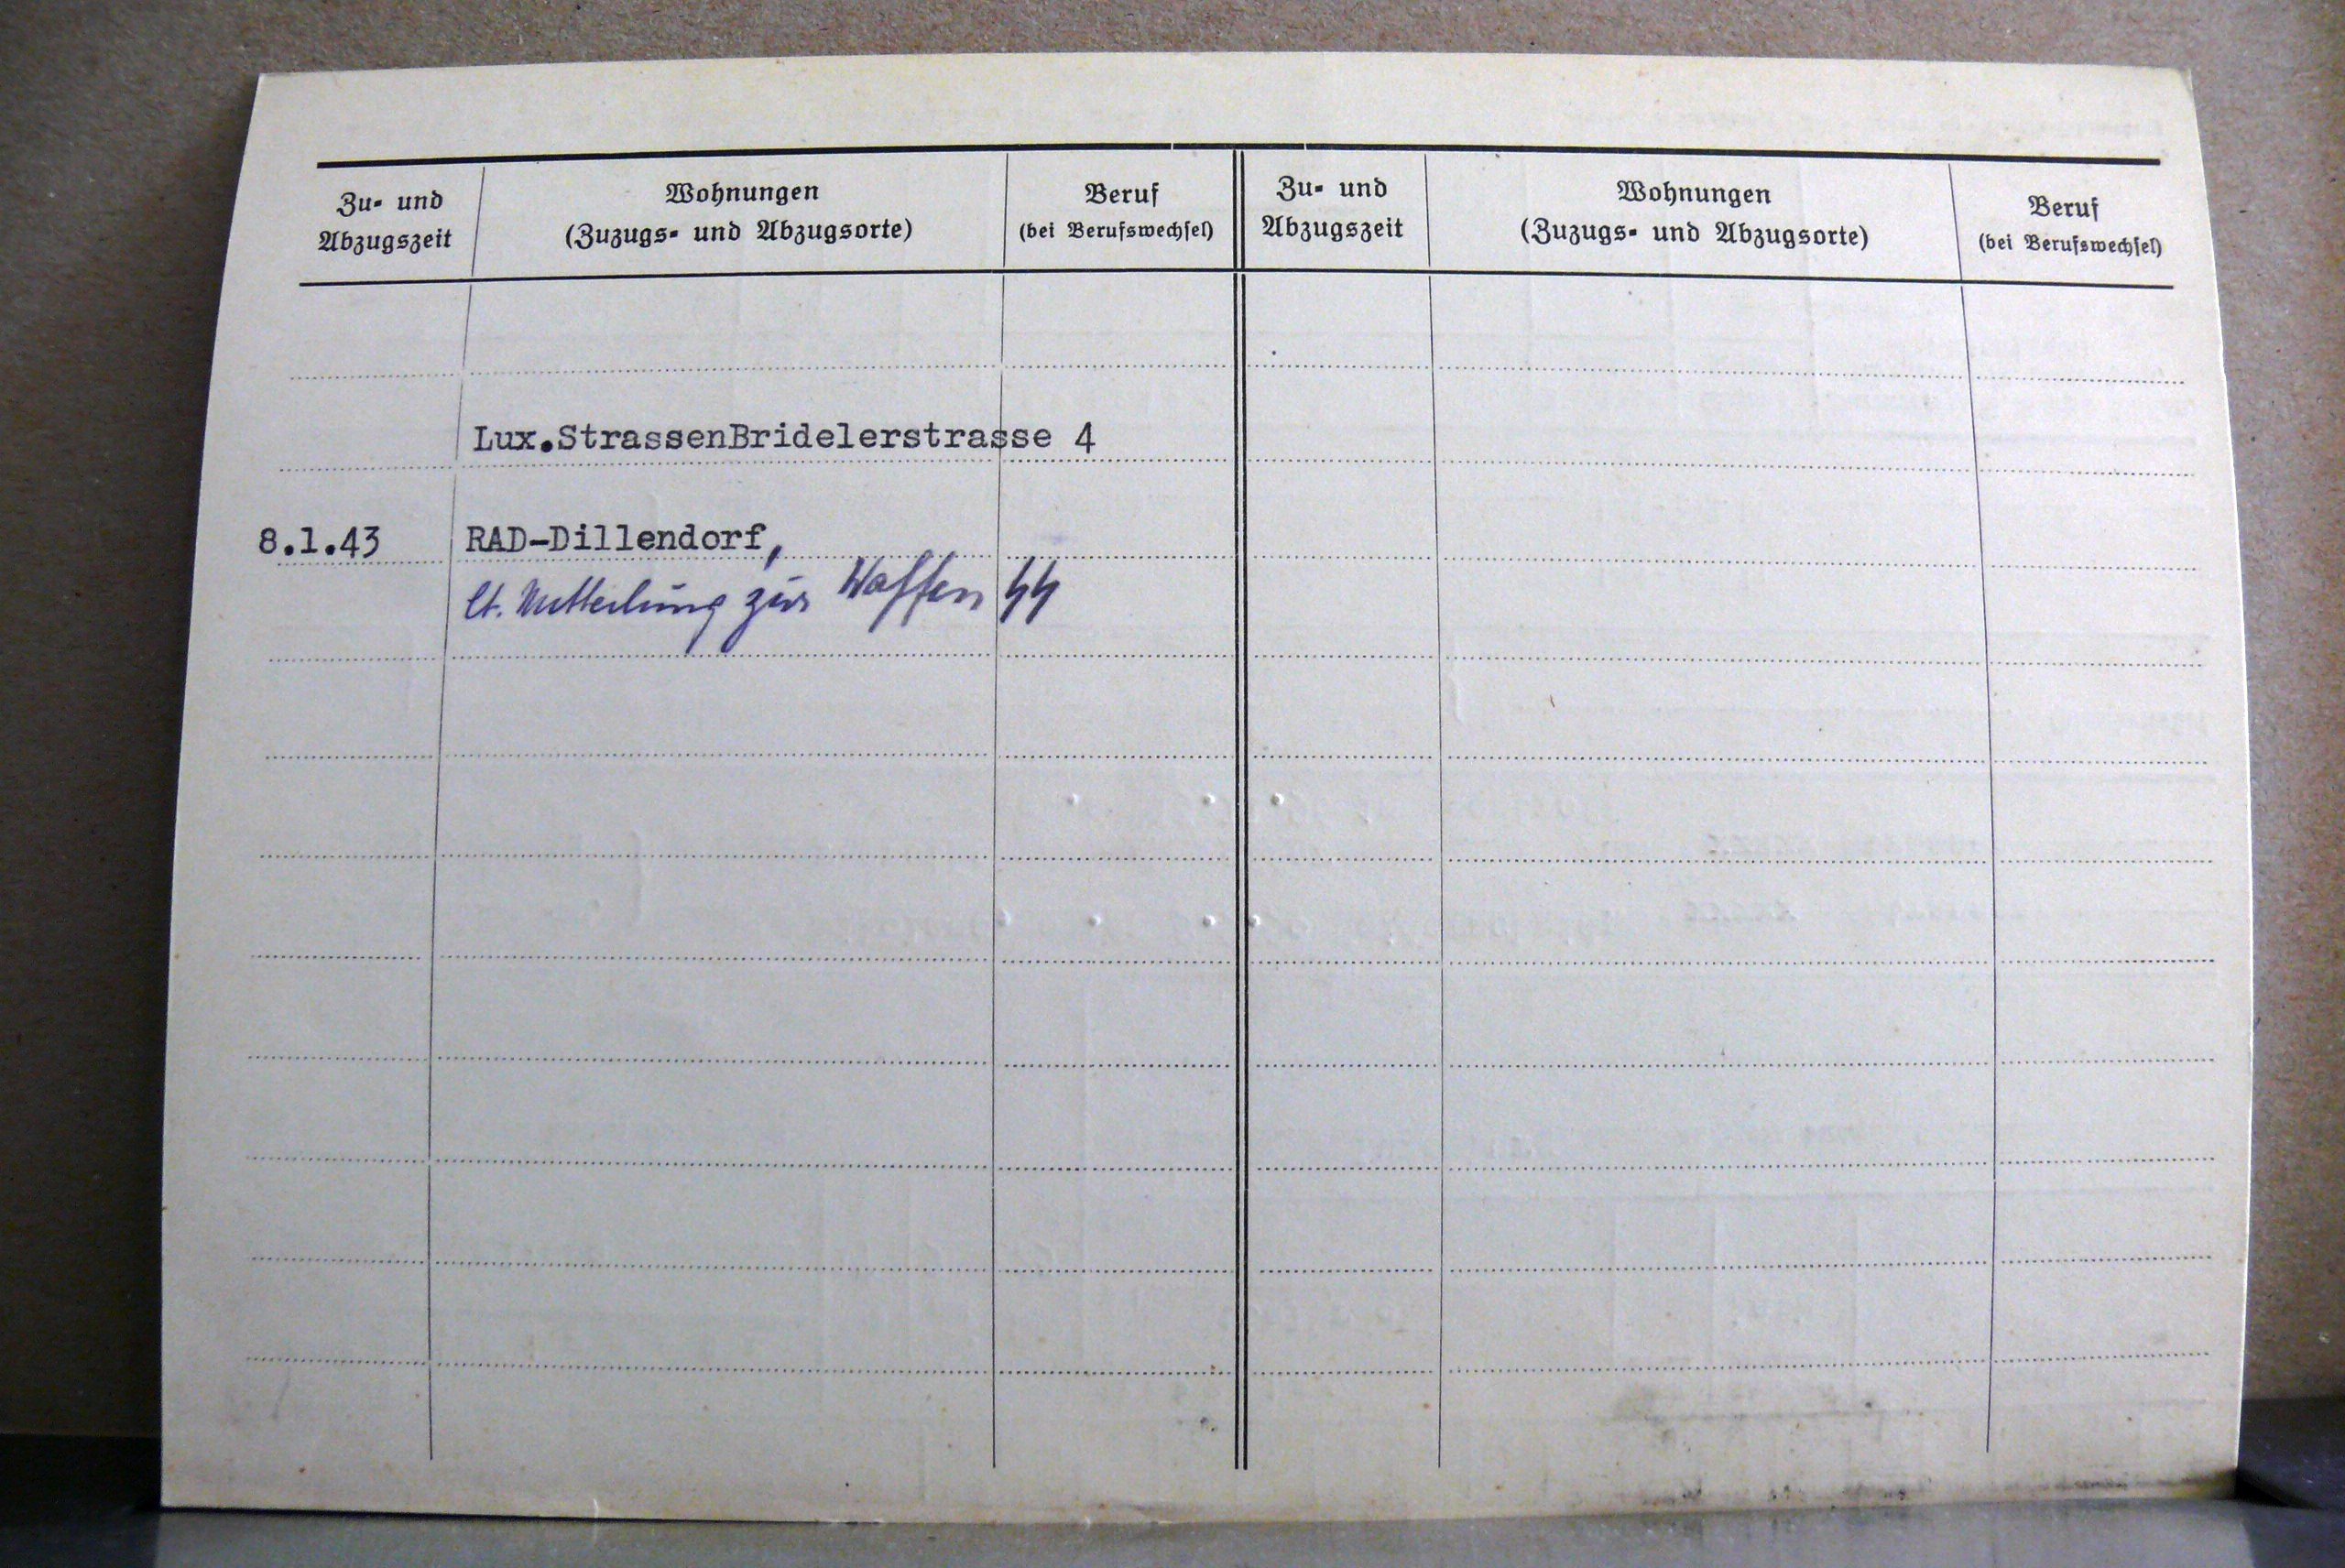 Zu- und
Abzugszeit
Wohnungen
(Zuzugs- und Abzugsorte)
Beruf
(bei Berufswechsel)
Zu- und
Abzugszeit
Wohnungen
(Zuzugs- und Abzugsorte)
Beruf
(bei Berufswechsel)
Lux.StrassenBridelerstrasse 4
8.1.43 RAD-Dillendorf,
lt. Mitteilung zur Waffen SS